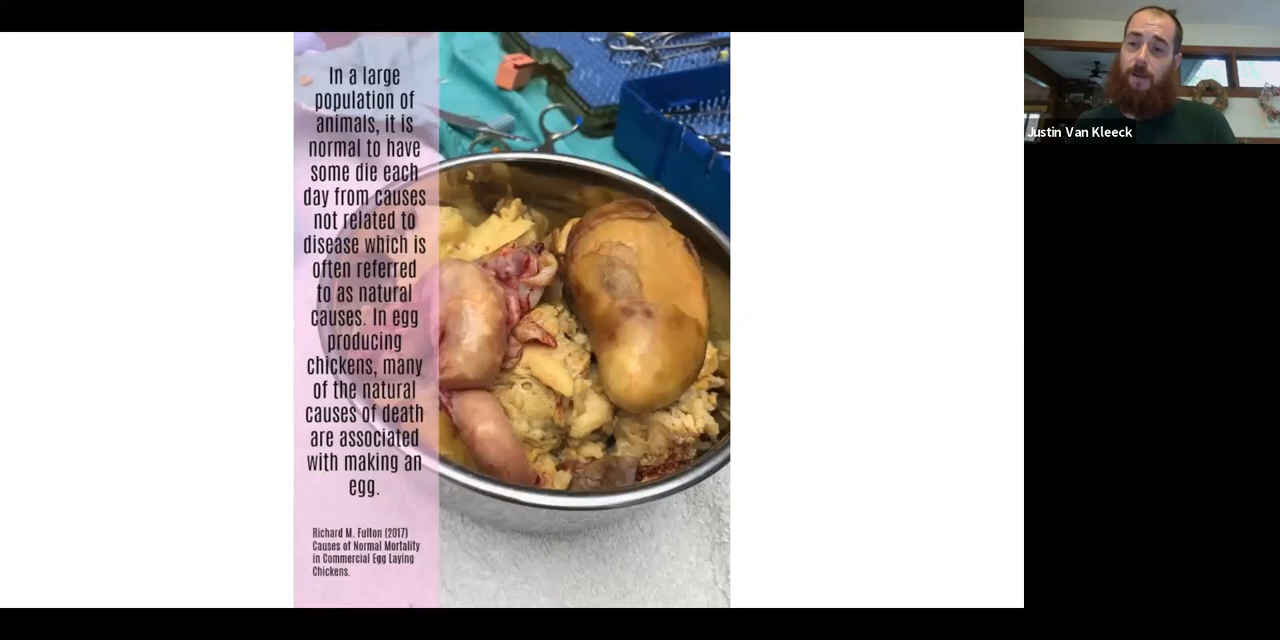 In a large
population of
animals, it is
normal to have
some die each
day from causes
not related to
disease which is
often referred
to as natural
causes. In egg
producing
chickens, many
of the natural
causes of death
are associated
with making an
egg.
Richard M. Fulton (2017)
Causes of Normal Mortality
in Commercial Egg Laying
Chickens.
Justin Van Kleeck